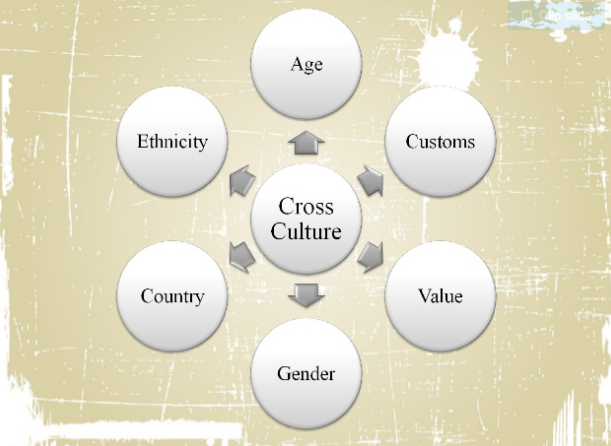 Age
Ethnicity
Customs
Cross
Culture
Country
Value
Gender